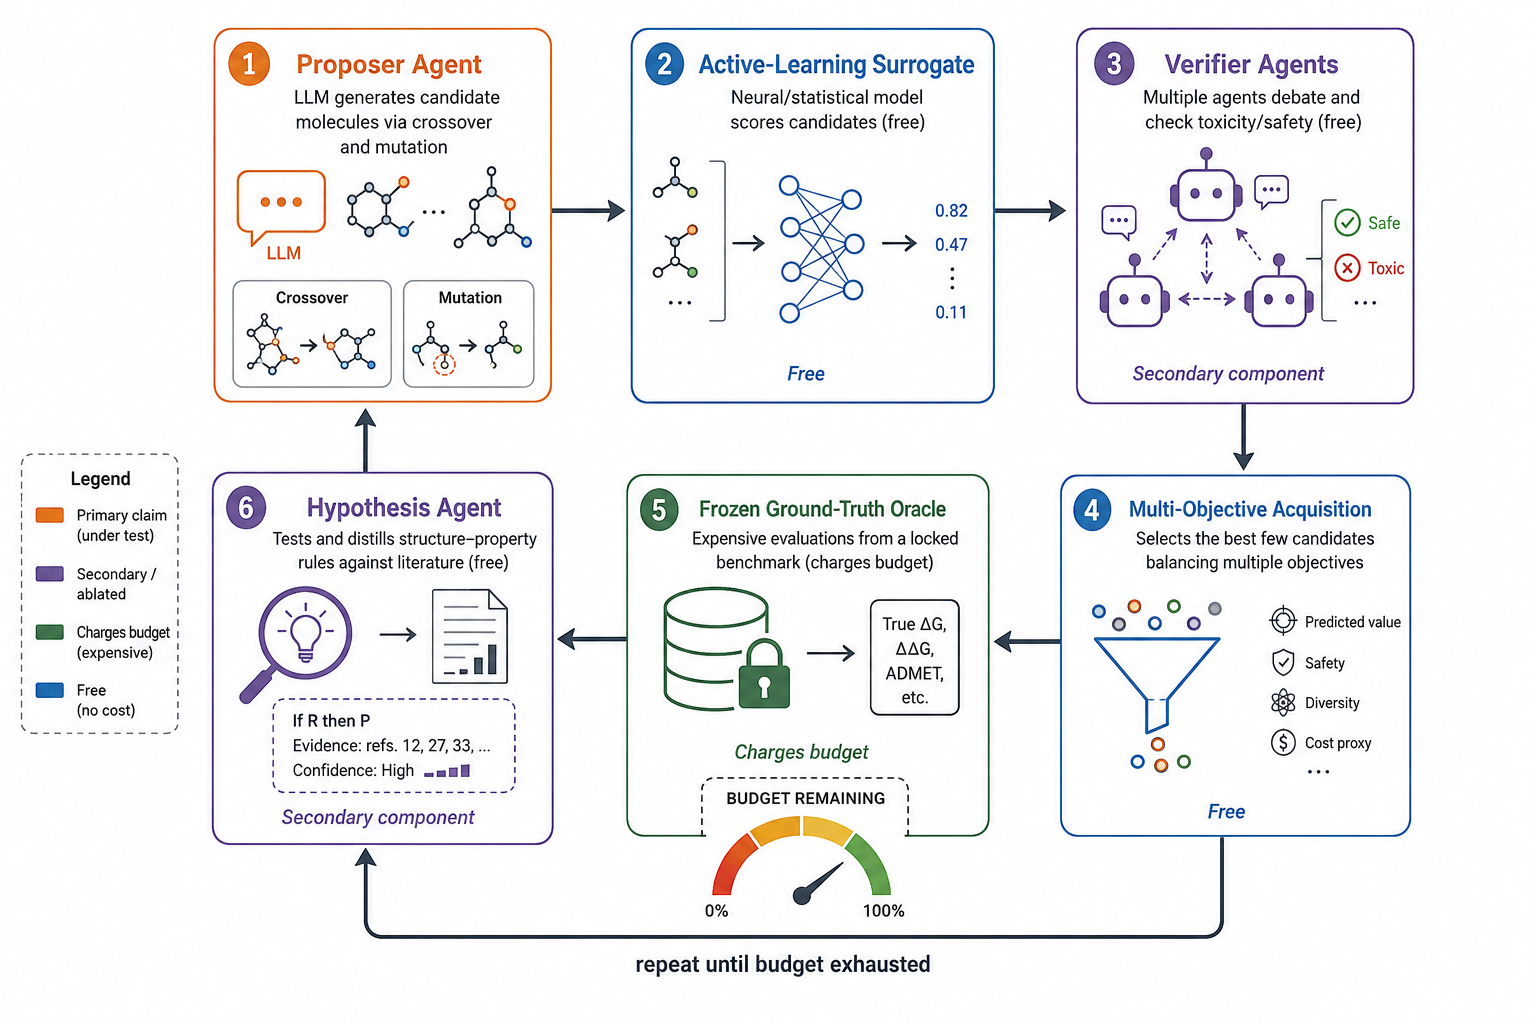 1
Proposer Agent
LLM generates candidate
molecules via crossover
and mutation
LLM
Crossover
Mutation
2
Active-Learning Surrogate
Neural/statistical model
scores candidates (free)
0.82
0.47
0.11
Free
3
Verifier Agents
Multiple agents debate and
check toxicity/safety (free)
Safe
Toxic
...
Secondary component
Legend
Primary claim
(under test)
Secondary /
ablated
Charges budget
(expensive)
Free
(no cost)
6
Hypothesis Agent
Tests and distills structure–property
rules against literature (free)
If R then P
Evidence: refs. 12, 27, 33, ...
Confidence: High
Secondary component
5
Frozen Ground-Truth Oracle
Expensive evaluations from a locked
benchmark (charges budget)
True ΔG,
ΔΔG,
ADMET,
etc.
Charges budget
BUDGET REMAINING
0%
100%
4
Multi-Objective Acquisition
Selects the best few candidates
balancing multiple objectives
Predicted value
Safety
Diversity
$
Cost proxy
...
Free
repeat until budget exhausted